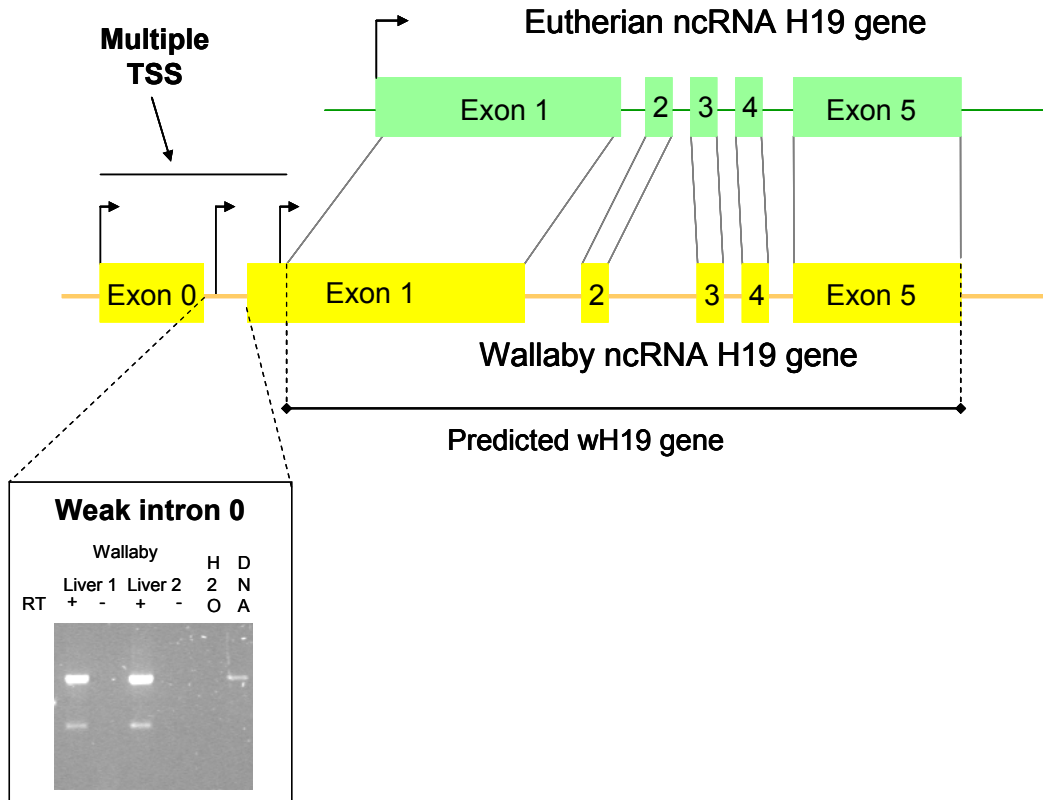 Eutherian ncRNA H19 gene
Multiple
TSS
Exon 1 2 3 4 Exon 5
Exon 0 Exon 1 2 3 4 Exon 5
Wallaby ncRNA H19 gene
Predicted wH19 gene
Weak intron 0
Wallaby
Liver 1 Liver 2
RT + - + -
H2O
DNA